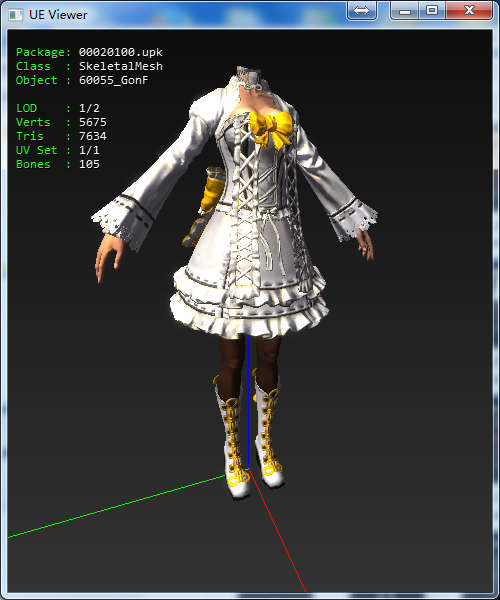 UE Viewer
Package: 00020100.upk
Class  : SkeletalMesh
Object : 60055_GonF
LOD    : 1/2
Verts  : 5675
Tris   : 7634
UV Set : 1/1
Bones  : 105